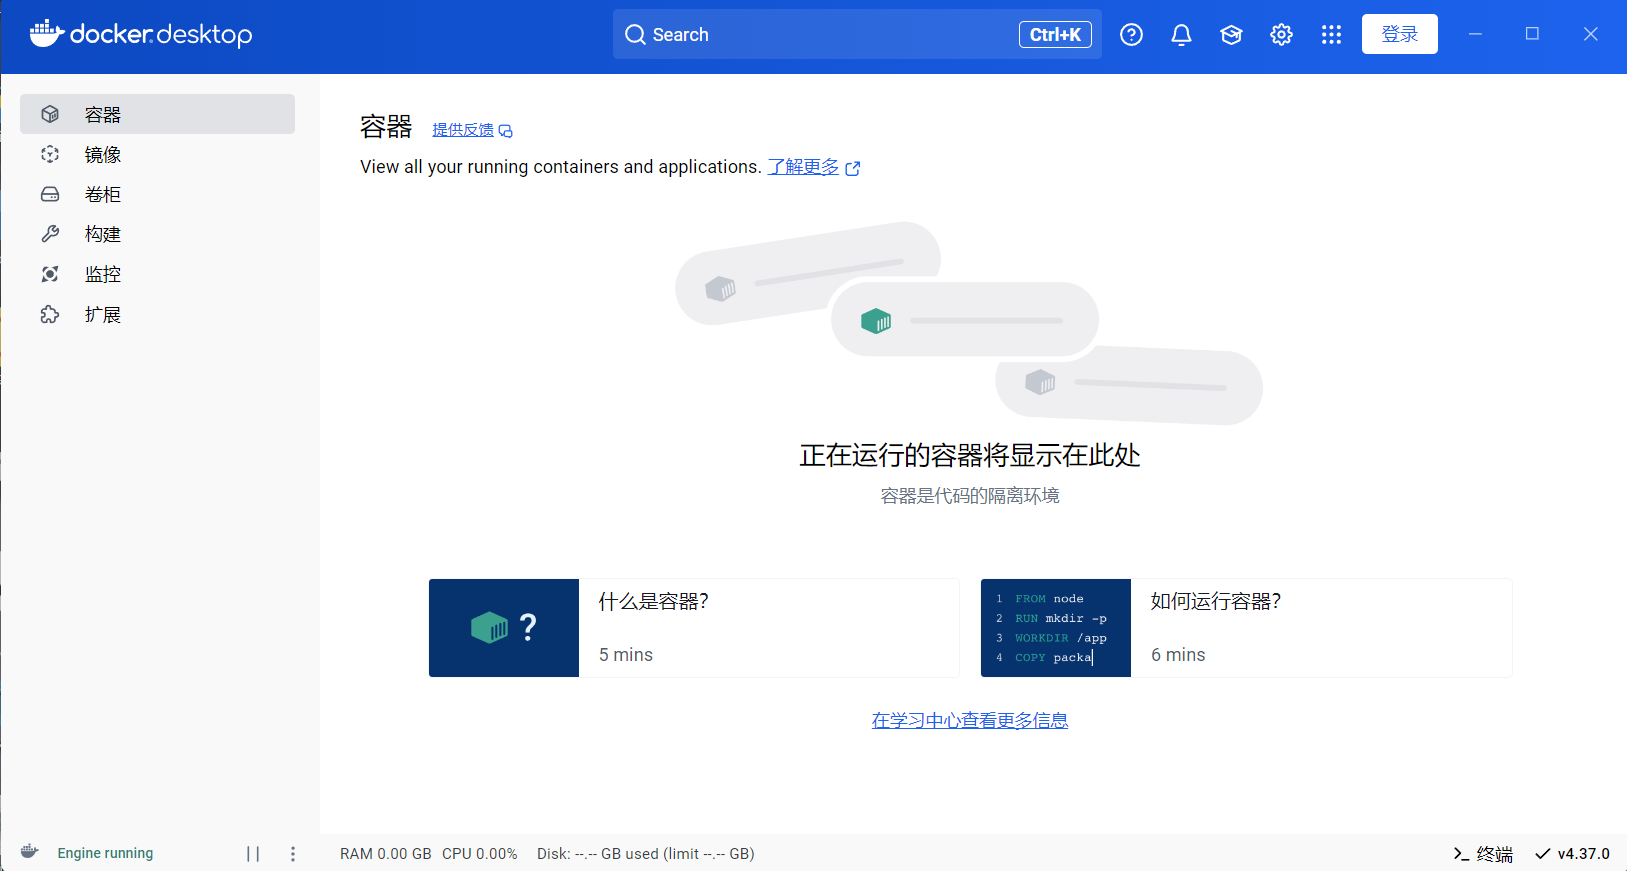 docker.desktop
Search
Ctrl+K
登录
容器
镜像
卷柜
构建
监控
扩展
容器
提供反馈
View all your running containers and applications. 了解更多
正在运行的容器将显示在此处
容器是代码的隔离环境
?
什么是容器?
5 mins
1 FROM node
2 RUN mkdir -p
3 WORKDIR /app
4 COPY packa
如何运行容器?
6 mins
在学习中心查看更多信息
Engine running
RAM 0.00 GB CPU 0.00% Disk: --.-- GB used (limit --.-- GB)
终端
v4.37.0